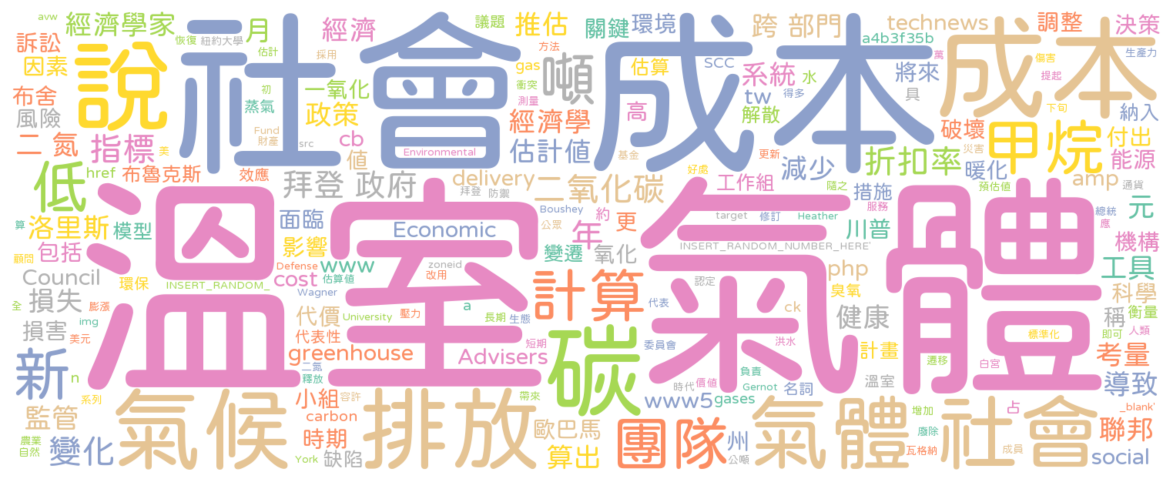 avw
經濟學家
恢復 紐約大學
月
經濟
議題
推估
關鍵
環境
跨 部門
technews
調整
決策
訴訟
說
社會
估計
方法
採用
成本
a4b3f35b
萬
成本
傷害
生產力
因素
gas
噸
估算
SCC
系統
水
將來
提起
布舍
初
一氧化
衝突
高
tw
得多
具
下旬
納入
風險
蒸氣
政策
測量
解散
二 氮
指標
Fund
財產
src
cb
經濟學
破壞
甲烷
付出
美
Environmental
估計值
基金
減少
更新
折扣率
災害
能源
href
布魯克斯
效應
值
好處
暖化
低
拜登 政府
delivery
二氧化碳
工作組
措施
預估值
amp
通貨
拜登
防禦
隨之
服務
洛里斯
模型
面臨
Boushey
公眾
約
更
target
修訂
Heather
川普
總統
元
算
影響
Economic
年
應
包括
溫室
氣體
變遷
氧化
INSERT_RANDOM_NUMBER_HERE'
機構
顧問
Defense
zoneid
改用
www
php
工具
Council
環保
INSERT_RANDOM_
cost
估算值
Wagner
a
計算
代表
認定
臭氧
科學
全
膨脹
損失
代價
University
壓力
長期
生態
ck
健康
稱
衡量
img
美元
損害
代表性
短期
碳
委員會
洪水
標準化
即可
人類
新
n
greenhouse
Advisers
計畫
考量
二氮
釋放
負責
溫室
遷移
白宮
系列
容許
帶來
www5
時代
價值
Gernot
名詞
導致
監管
氣候
排放
小組
carbon
gases
氣體 社會
占
_blank'
農業
自然
變化
時期
歐巴馬
團隊
州
增加
廢除
聯邦
York
缺陷
算出
公噸
瓦格納
成員
social